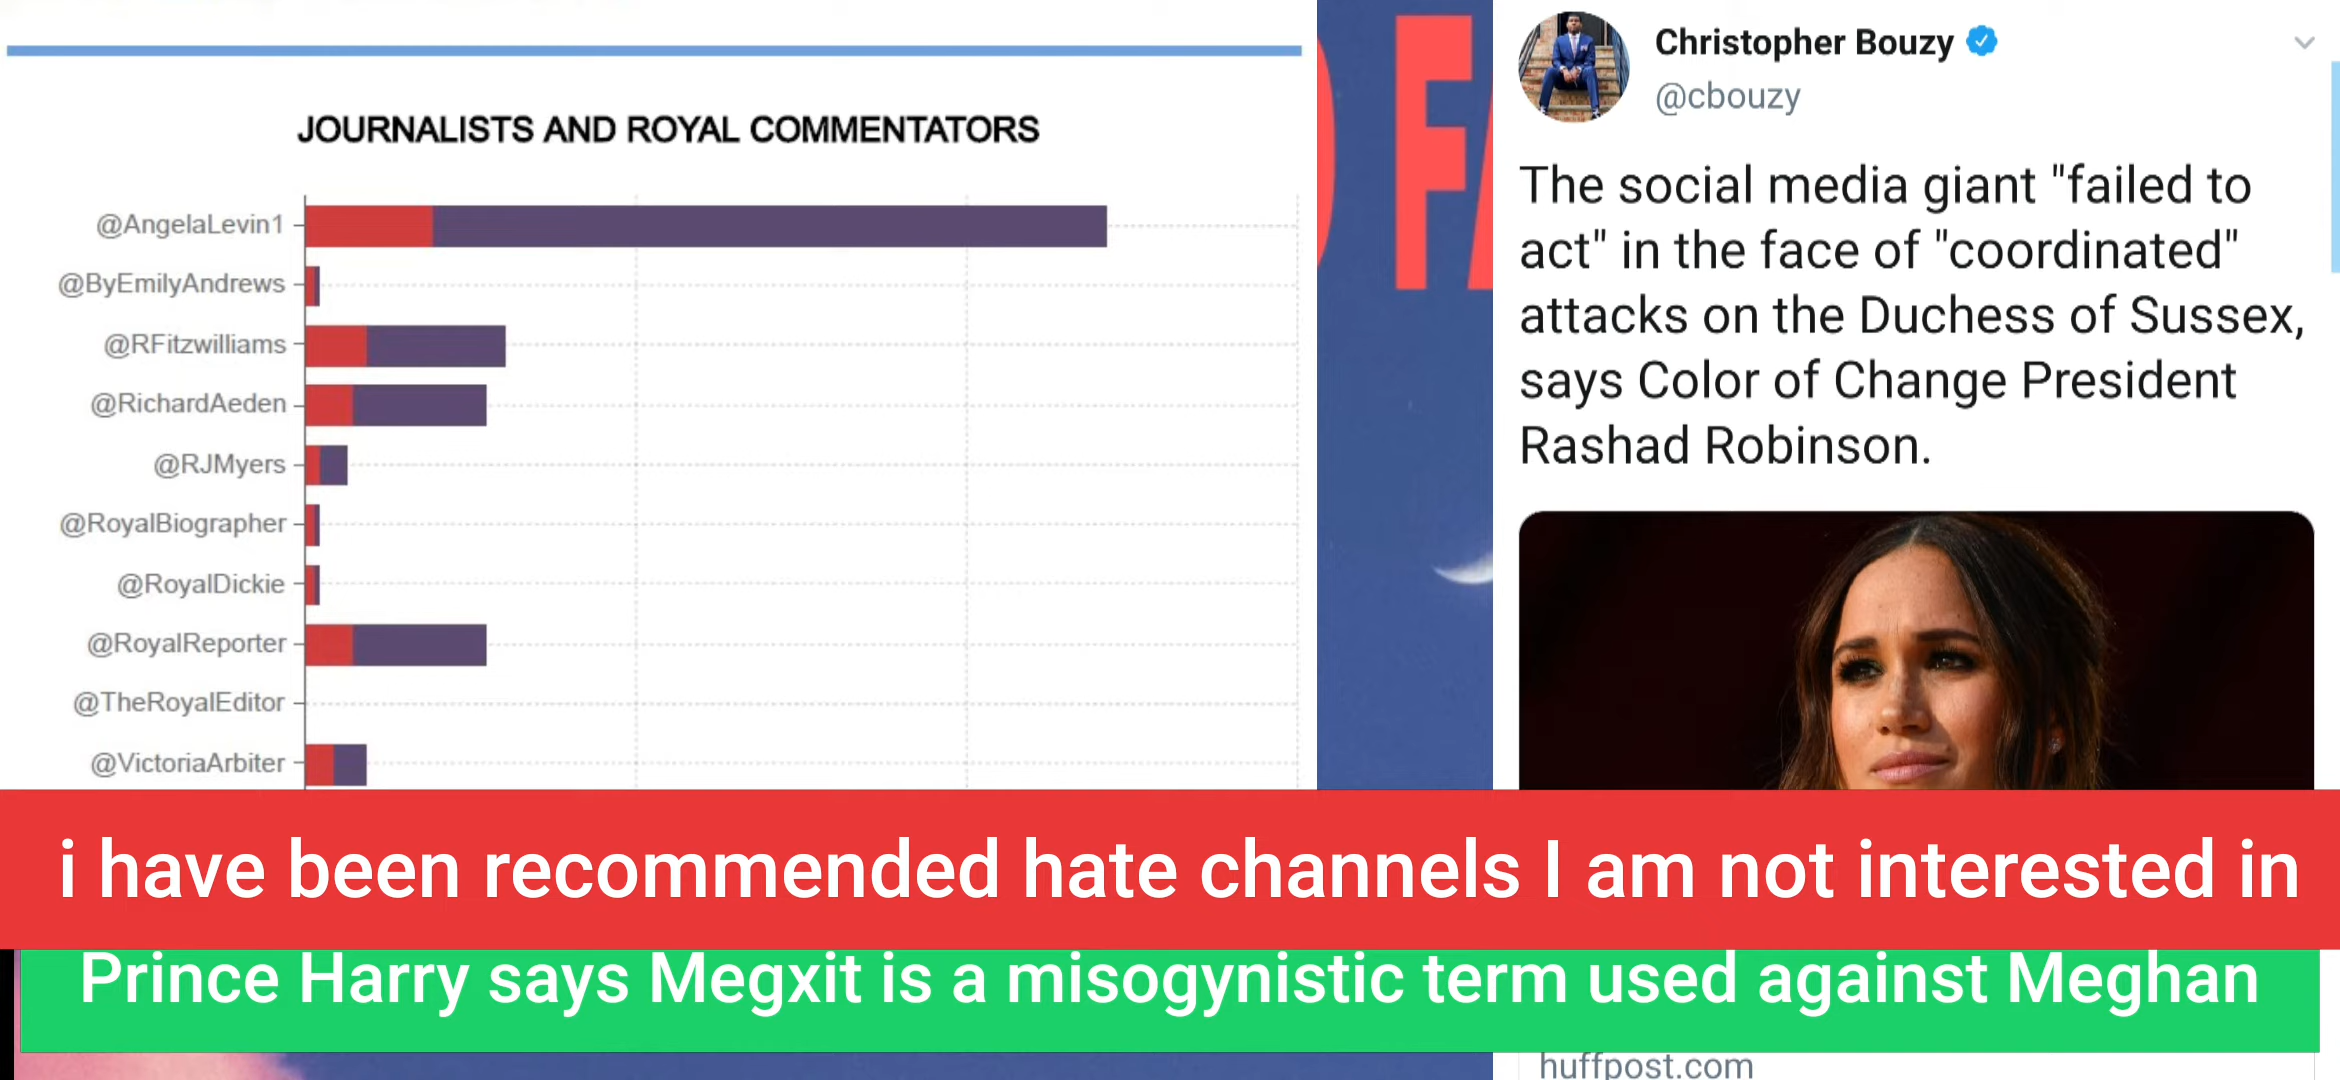 JOURNALISTS AND ROYAL COMMENTATORS
@AngelaLevin1
@ByEmilyAndrews
@RFitzwilliams
@RichardAeden
@RJMyers
@RoyalBiographer
@RoyalDickie
@RoyalReporter
@TheRoyalEditor
@VictoriaArbiter
F
Christopher Bouzy
@cbouzy
The social media giant "failed to
act" in the face of "coordinated"
attacks on the Duchess of Sussex,
says Color of Change President
Rashad Robinson.
i have been recommended hate channels I am not interested in
Prince Harry says Megxit is a misogynistic term used against Meghan
huffpost.com